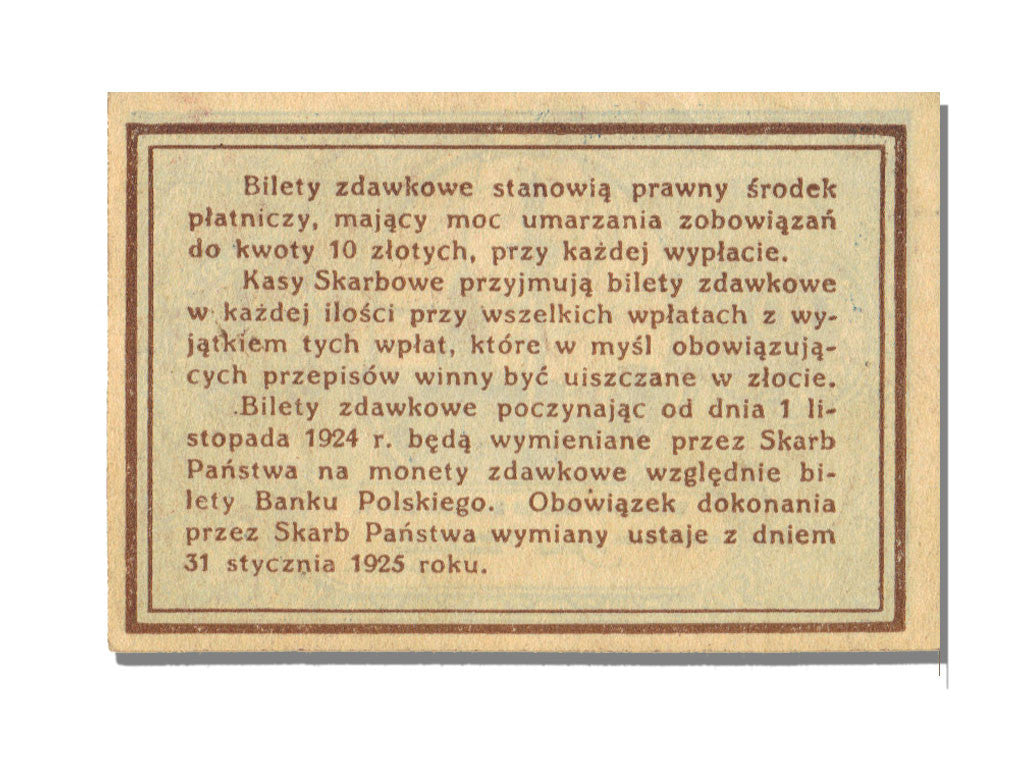 Bilety zdawkowe stanowią prawny środek
płatniczy, mający moc umarzania zobowiązań
do kwoty 10 złotych, przy każdej wypłacie.
Kasy Skarbowe przyjmują bilety zdawkowe
w każdej ilości przy wszelkich wpłatach z wy-
jątkiem tych wpłat, które w myśl obowiązują-
cych przepisów winny być uiszczane w złocie.
Bilety zdawkowe poczynając od dnia 1 li-
stopada 1924 r. będą wymieniane przez Skarb
Państwa na monety zdawkowe względnie bi-
lety Banku Polskiego. Obowiązek dokonania
przez Skarb Państwa wymiany ustaje z dniem
31 stycznia 1925 roku.